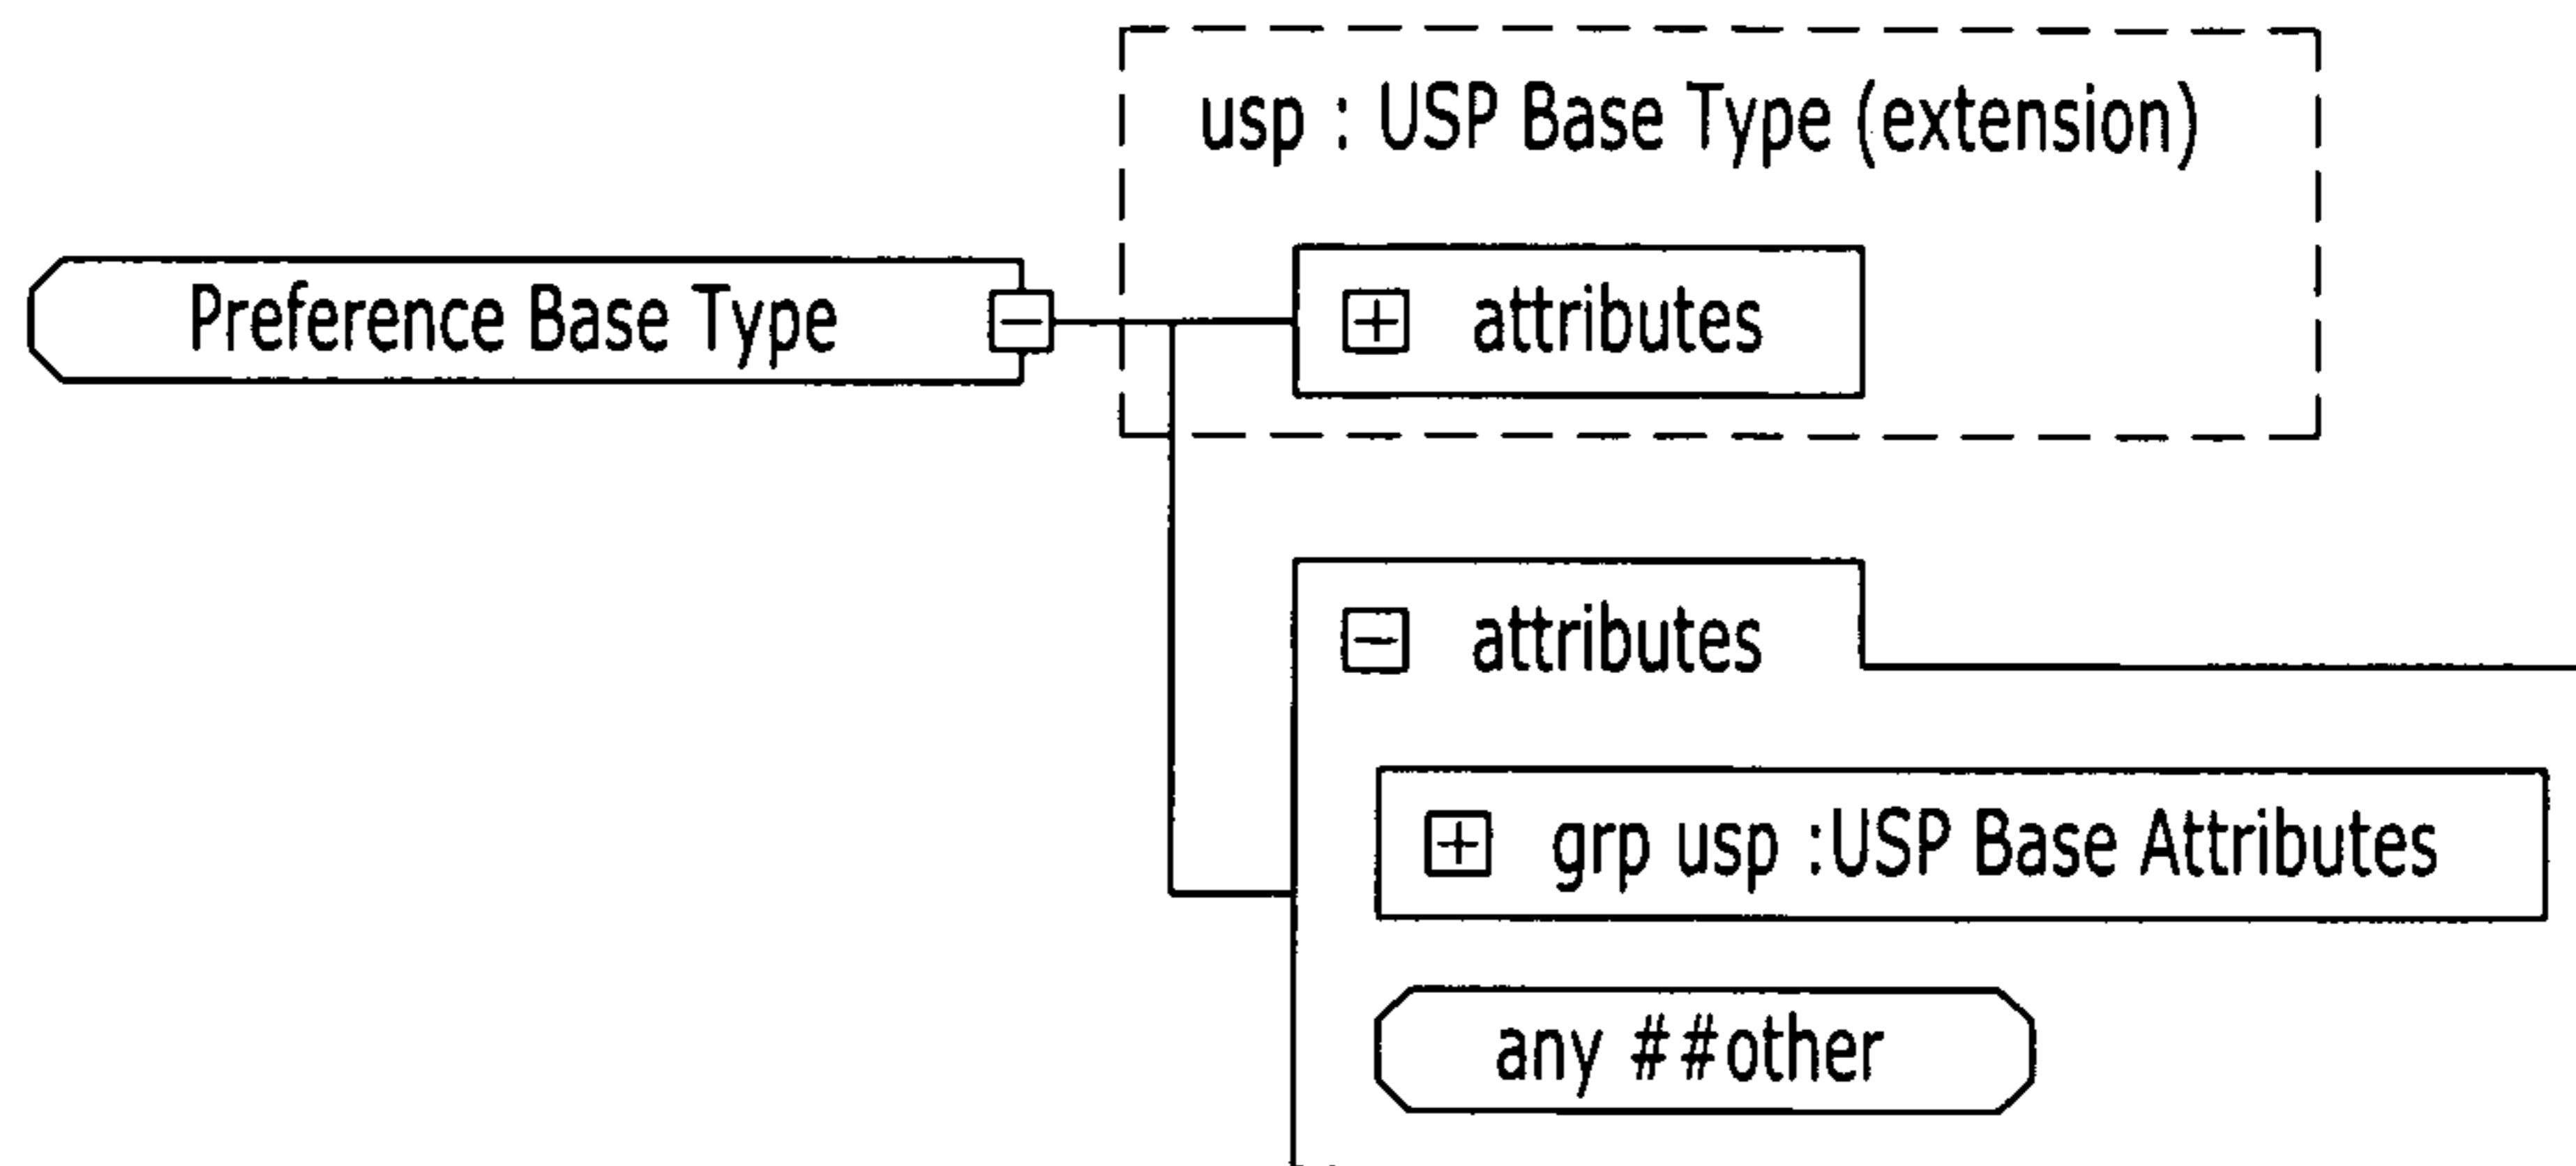 usp : USP Base Type (extension)
Preference Base Type
attributes
attributes
grp usp :USP Base Attributes
any ##other